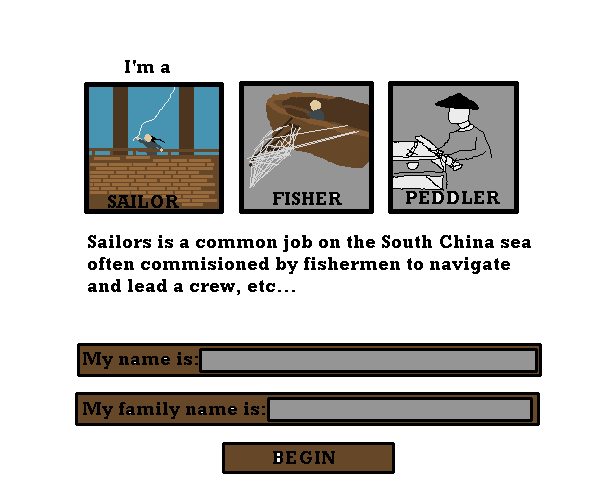 I'm a
SAILOR
FISHER
PEDDLER
Sailors is a common job on the South China sea
often commisioned by fishermen to navigate
and lead a crew, etc...
My name is:
My family name is:
BEGIN